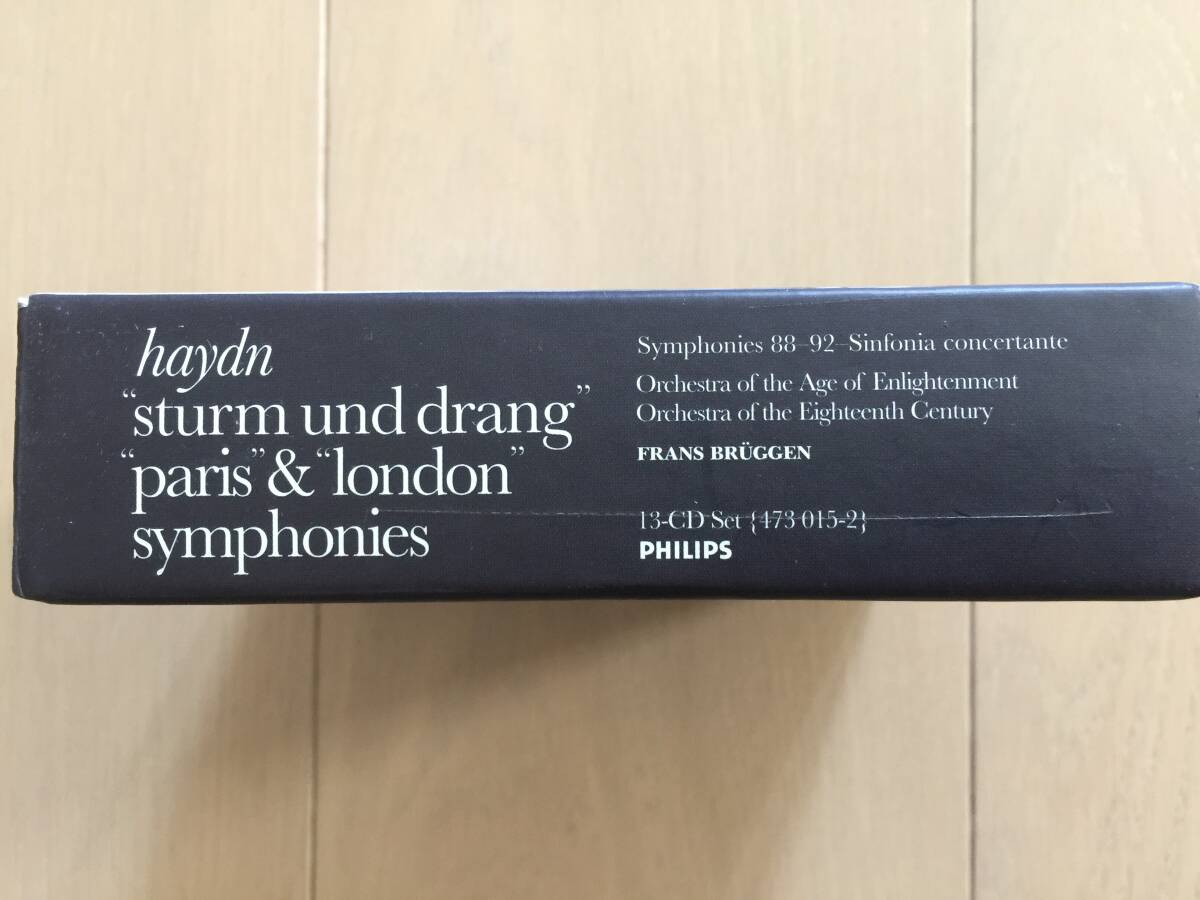 haydn
“sturm und drang”
“paris” & “london”
symphonies
Symphonies 88–92–Sinfonia concertante
Orchestra of the Age of Enlightenment
Orchestra of the Eighteenth Century
FRANS BRÜGGEN
13-CD Set {473 015-2}
PHILIPS